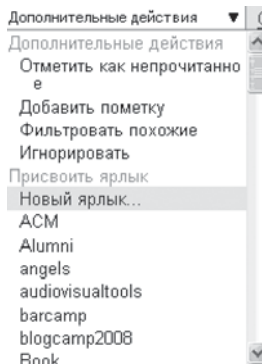 Дополнительные действия
Дополнительные действия
Отметить как непрочитанно
е
Добавить пометку
Фильтровать похожие
Игнорировать
Присвоить ярлык
Новый ярлык...
ACM
Alumni
angels
audiovisualtools
barcamp
blogcamp2008
Book